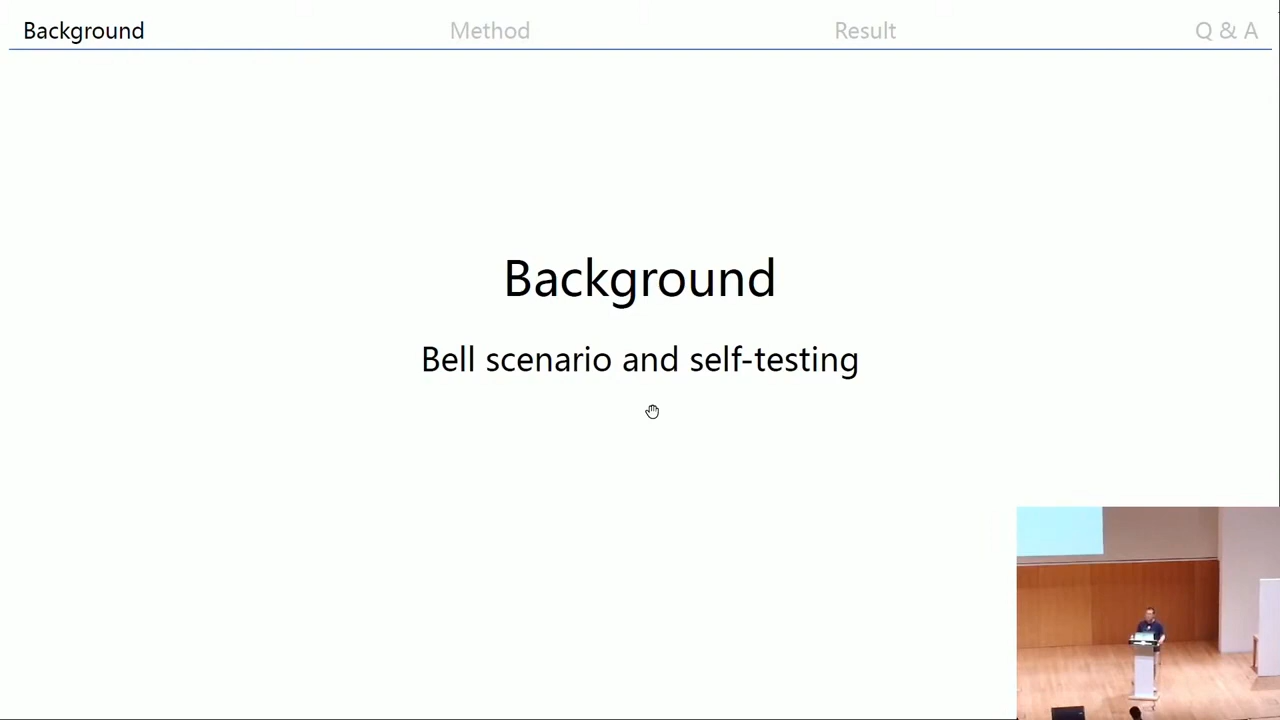 Background
Method
Result
Q & A
Background
Bell scenario and self-testing